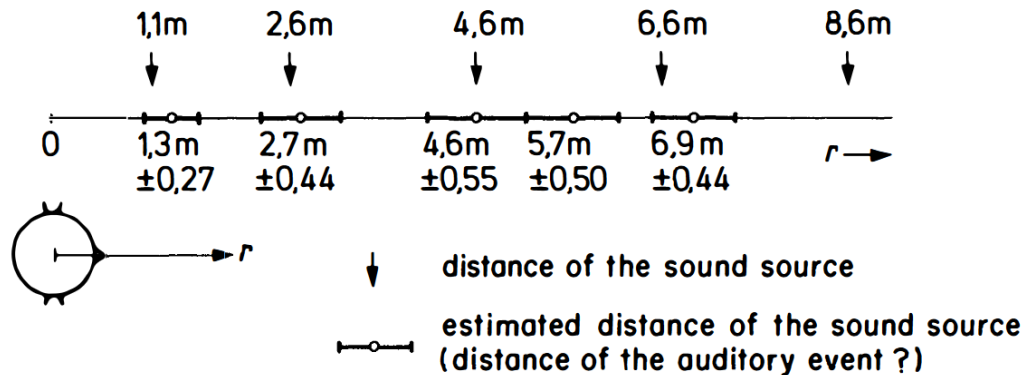 1,1m 2,6m 4,6m 6,6m 8,6m
0 1,3m 2,7m 4,6m 5,7m 6,9m r
±0,27 ±0,44 ±0,55 ±0,50 ±0,44
r
distance of the sound source
estimated distance of the sound source
(distance of the auditory event ?)